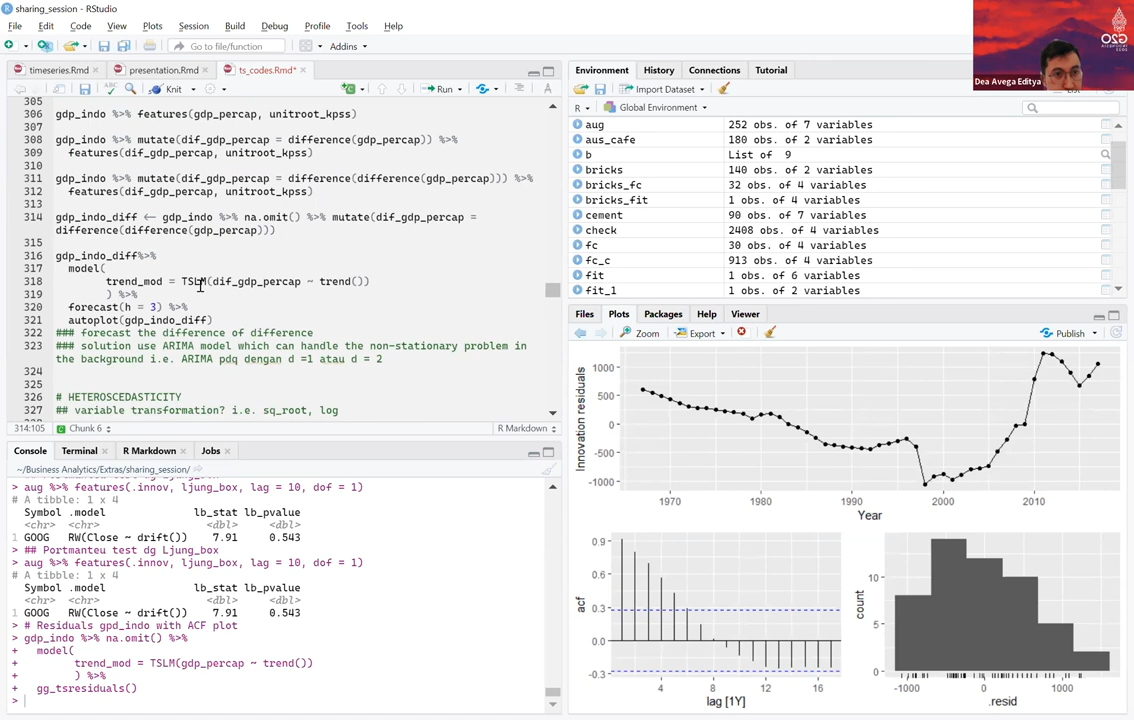 sharing_session - RStudio
File Edit Code View Plots Session Build Debug Profile Tools Help
Go to file/function Addins
timeseries.Rmd presentation.Rmd ts_codes.Rmd*
Knit Run
305
306 gdp_indo %>% features(gdp_percap, unitroot_kpss)
307
308 gdp_indo %>% mutate(dif_gdp_percap = difference(gdp_percap)) %>%
309 features(dif_gdp_percap, unitroot_kpss)
310
311 gdp_indo %>% mutate(dif_gdp_percap = difference(difference(gdp_percap))) %>%
312 features(dif_gdp_percap, unitroot_kpss)
313
314 gdp_indo_diff <- gdp_indo %>% na.omit() %>% mutate(dif_gdp_percap =
difference(difference(gdp_percap)))
315
316 gdp_indo_diff%>%
317 model(
318 trend_mod = TSLM(dif_gdp_percap ~ trend())
319 ) %>%
320 forecast(h = 3) %>%
321 autoplot(gdp_indo_diff)
322 ### forecast the difference of difference
323 ### solution use ARIMA model which can handle the non-stationary problem in
the background i.e. ARIMA pdq dengan d =1 atau d = 2
324
325
326 # HETEROSCEDASTICITY
327 ## variable transformation? i.e. sq_root, log
314:105 Chunk 6 R Markdown
Console Terminal R Markdown Jobs
~/Business Analytics/Extras/sharing_session/
> aug %>% features(.innov, ljung_box, lag = 10, dof = 1)
# A tibble: 1 x 4
Symbol .model lb_stat lb_pvalue
<chr> <chr> <dbl> <dbl>
1 GOOG RW(Close ~ drift()) 7.91 0.543
> ## Portmanteu test dg Ljung_box
> aug %>% features(.innov, ljung_box, lag = 10, dof = 1)
# A tibble: 1 x 4
Symbol .model lb_stat lb_pvalue
<chr> <chr> <dbl> <dbl>
1 GOOG RW(Close ~ drift()) 7.91 0.543
> # Residuals gpd_indo with ACF plot
> gdp_indo %>% na.omit() %>%
+ model(
+ trend_mod = TSLM(gdp_percap ~ trend())
+ ) %>%
+ gg_tsresiduals()
>
Environment History Connections Tutorial
Import Dataset
R Global Environment
aug 252 obs. of 7 variables
aus_cafe 180 obs. of 2 variables
b List of 9
bricks 140 obs. of 2 variables
bricks_fc 32 obs. of 4 variables
bricks_fit 1 obs. of 4 variables
cement 90 obs. of 7 variables
check 2408 obs. of 4 variables
fc 30 obs. of 4 variables
fc_c 913 obs. of 4 variables
fit 1 obs. of 6 variables
fit_1 1 obs. of 2 variables
Files Plots Packages Help Viewer
Zoom Export Publish
Innovation residuals
1000
500
0
-500
-1000
1970 1980 1990 2000 2010
Year
acf
0.9
0.6
0.3
0.0
-0.3
4 8 12 16
lag [1Y]
count
10
5
0
-1000 0 1000
.resid
G20
Dea Avega Editya